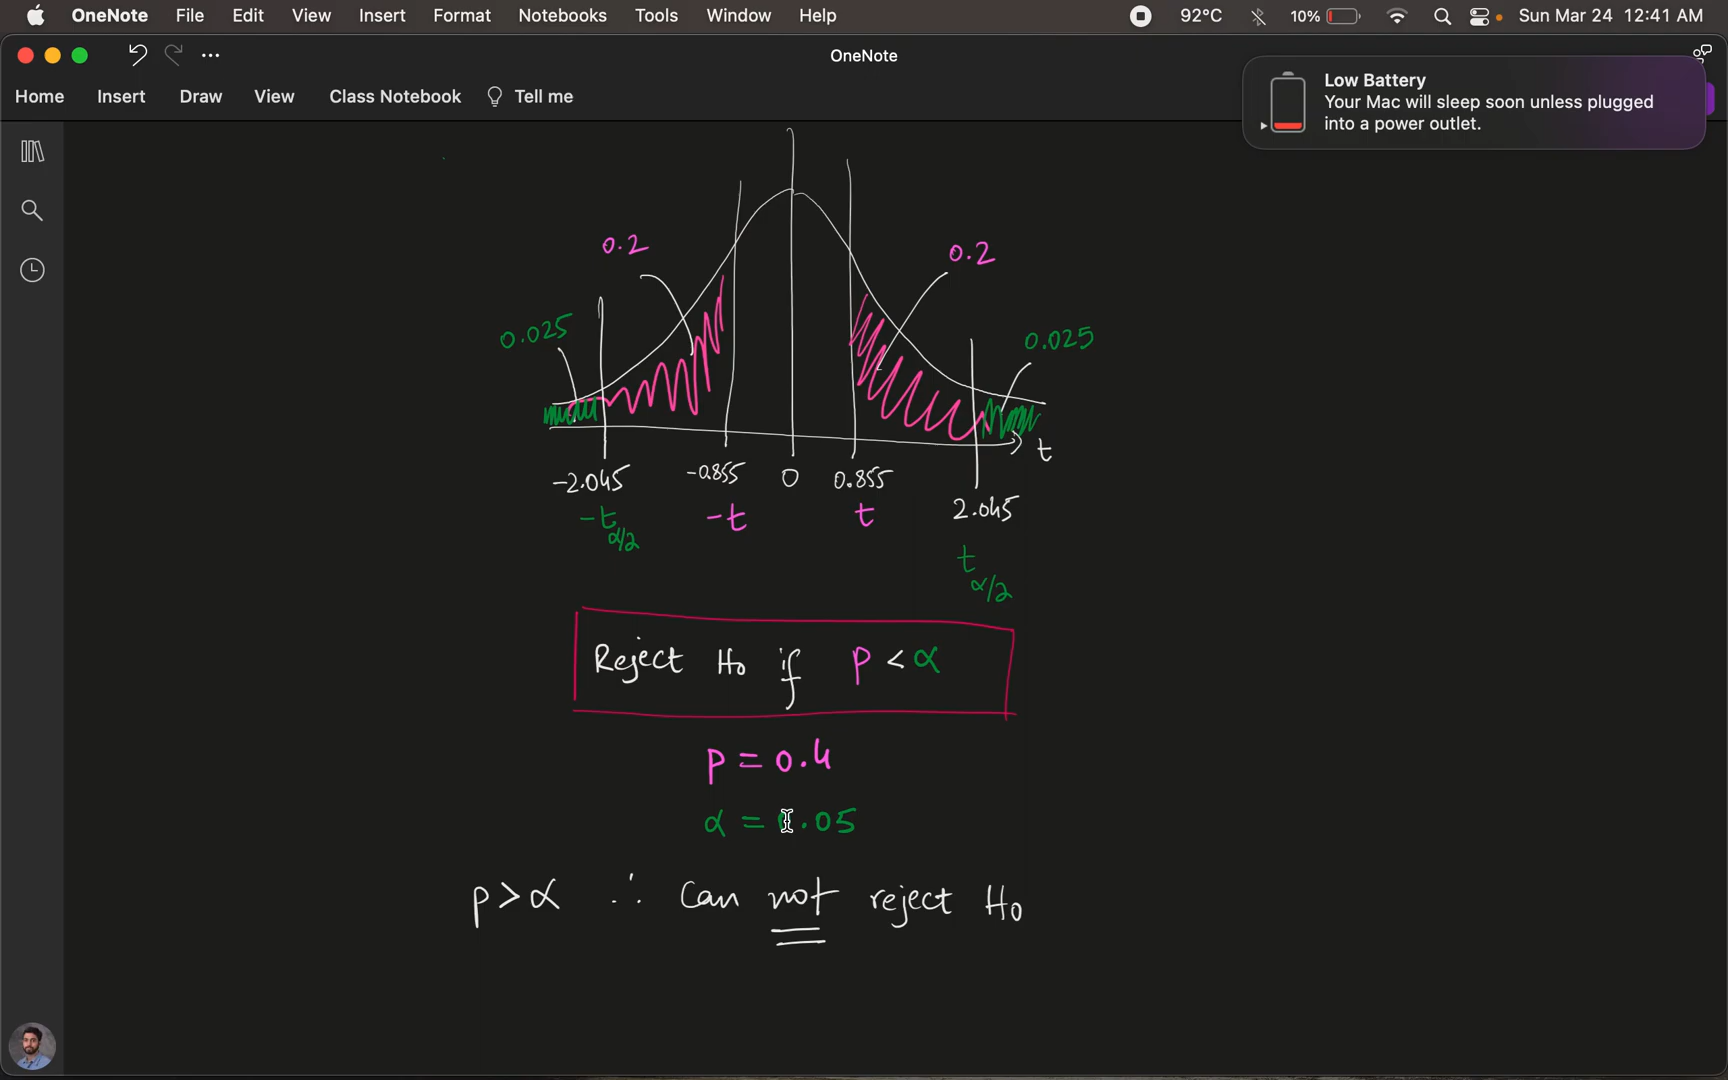 OneNote File Edit View Insert Format Notebooks Tools Window Help 92°C 10% Sun Mar 24 12:41 AM
OneNote
Low Battery
Your Mac will sleep soon unless plugged
into a power outlet.
Home Insert Draw View Class Notebook Tell me
0.2 0.2
0.025 0.025
t
-2.045 -0.855 0 0.855 2.045
-t α/2 -t t t α/2
Reject H0 if p < α
p = 0.4
α = 0.05
p > α ∴ Can not reject H0